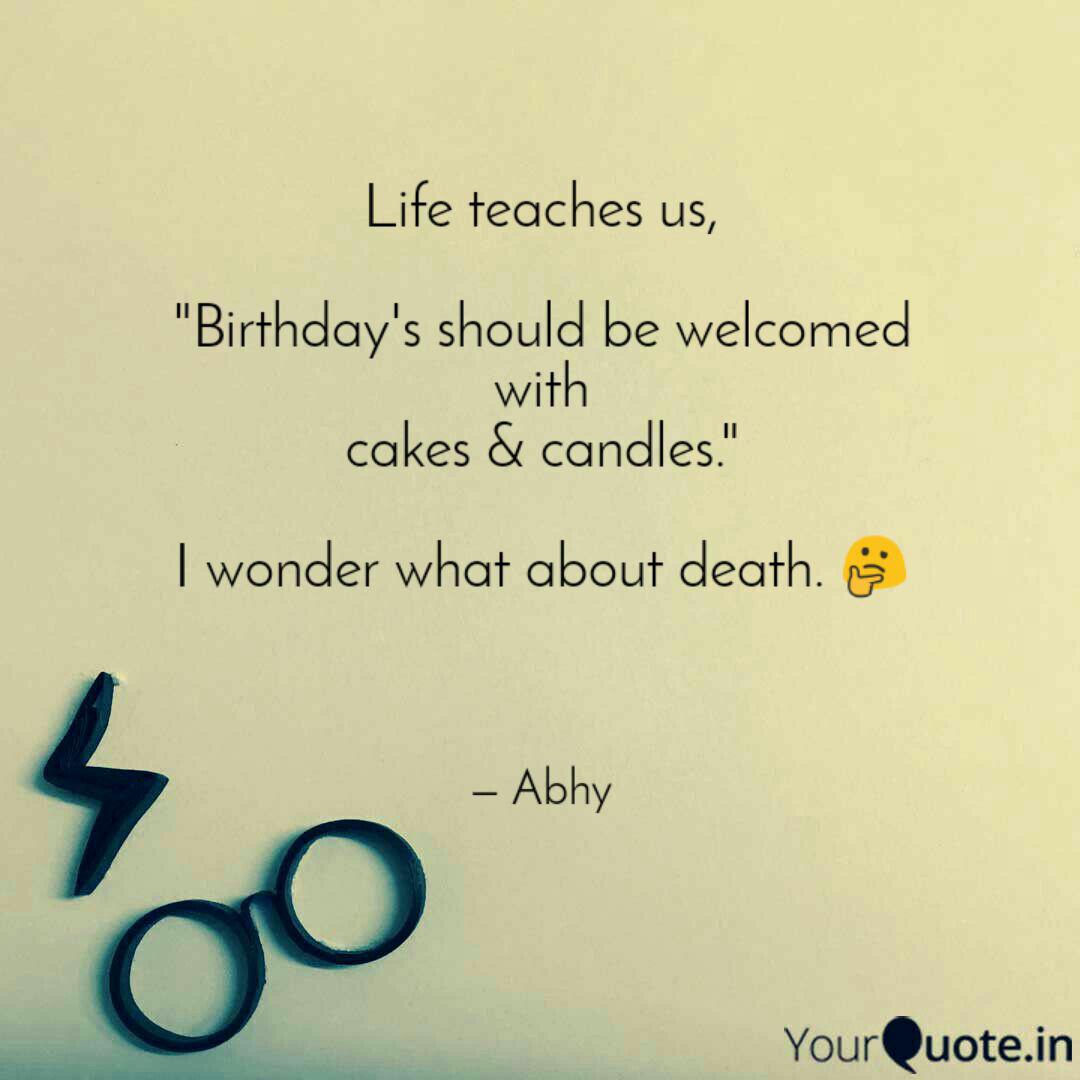 Life teaches us,
"Birthday's should be welcomed
with
cakes & candles."
I wonder what about death. 🤔
– Abhy
YourQuote.in